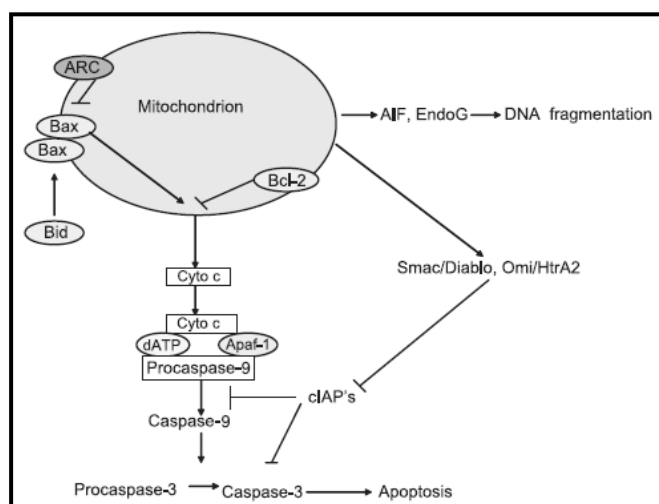 ARC
Mitochondrion
Bax
Bax
AIF, EndoG
DNA fragmentation
Bcl-2
Bid
Cyto c
Smac/Diablo, Omi/HtrA2
Cyto c
dATP
Apaf-1
Procaspase-9
cIAP's
Caspase-9
Procaspase-3
Caspase-3
Apoptosis